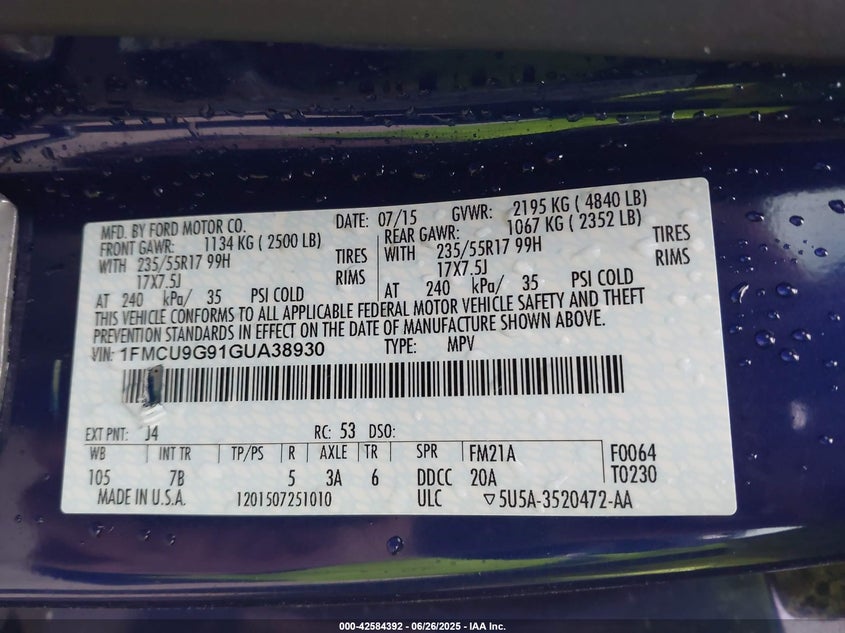 MFD. BY FORD MOTOR CO. DATE: 07/15 GVWR: 2195 KG ( 4840 LB)
FRONT GAWR: 1134 KG ( 2500 LB) REAR GAWR: 1067 KG ( 2352 LB)
WITH 235/55R17 99H TIRES WITH 235/55R17 99H TIRES
17X7.5J RIMS 17X7.5J RIMS
AT 240 kPa/ 35 PSI COLD AT 240 kPa/ 35 PSI COLD
THIS VEHICLE CONFORMS TO ALL APPLICABLE FEDERAL MOTOR VEHICLE SAFETY AND THEFT
PREVENTION STANDARDS IN EFFECT ON THE DATE OF MANUFACTURE SHOWN ABOVE.
VIN: 1FMCU9G91GUA38930 TYPE: MPV
EXT PNT: J4 RC: 53 DSO:
WB INT TR TP/PS R AXLE TR SPR FM21A F0064
105 7B 5 3A 6 DDCC 20A T0230
MADE IN U.S.A. 1201507251010 ULC ▽5U5A-3520472-AA
000-42584392 - 06/26/2025 - IAA Inc.